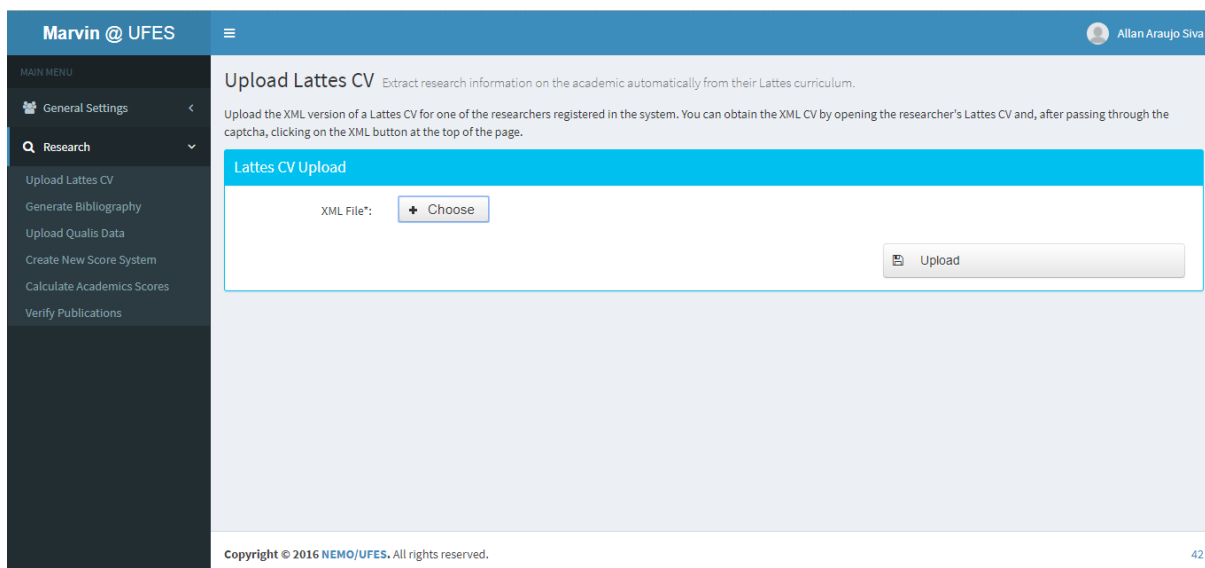 Marvin @ UFES
Allan Araujo Siva
MAIN MENU
General Settings
Research
Upload Lattes CV
Generate Bibliography
Upload Qualis Data
Create New Score System
Calculate Academics Scores
Verify Publications
Upload Lattes CV Extract research information on the academic automatically from their Lattes curriculum.
Upload the XML version of a Lattes CV for one of the researchers registered in the system. You can obtain the XML CV by opening the researcher's Lattes CV and, after passing through the
captcha, clicking on the XML button at the top of the page.
Lattes CV Upload
XML File*:
Choose
Upload
Copyright © 2016 NEMO/UFES. All rights reserved.
42